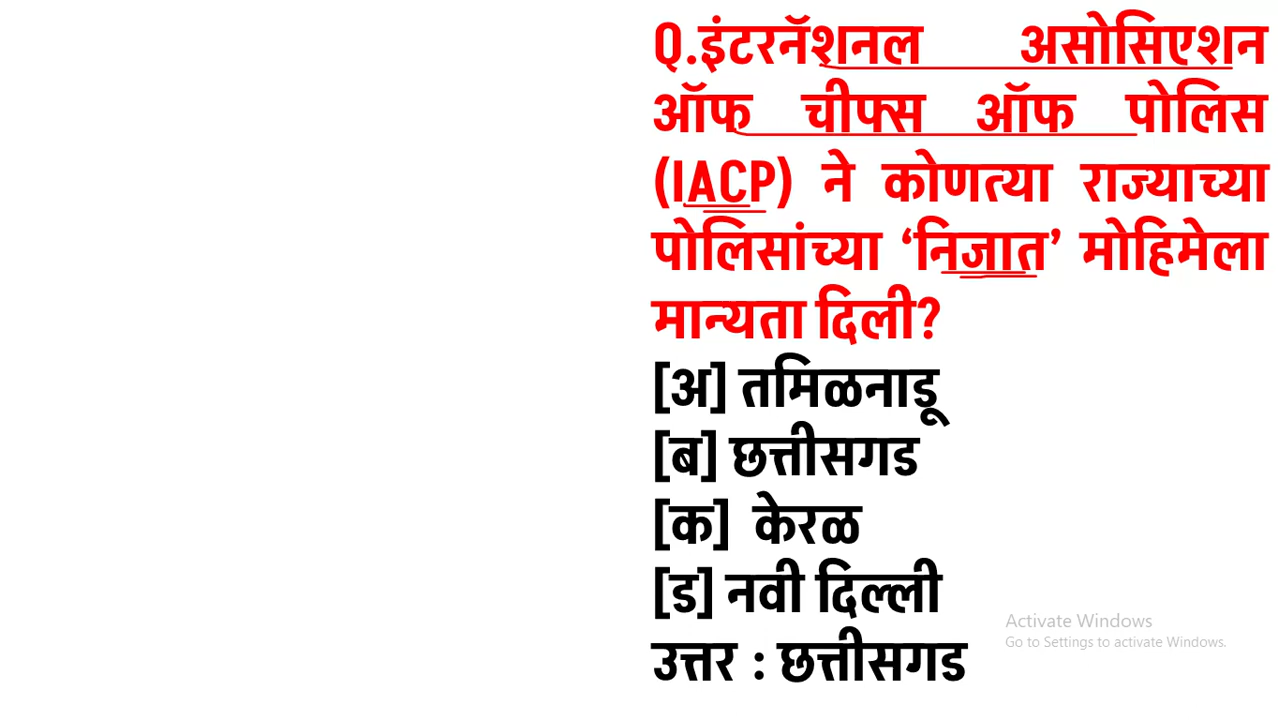 Q.इंटरनॅशनल असोसिएशन
ऑफ चीफ्स ऑफ पोलिस
(IACP) ने कोणत्या राज्याच्या
पोलिसांच्या ‘निजात’ मोहिमेला
मान्यता दिली?
[अ] तमिळनाडू
[ब] छत्तीसगड
[क] केरळ
[ड] नवी दिल्ली
उत्तर : छत्तीसगड
Activate Windows
Go to Settings to activate Windows.